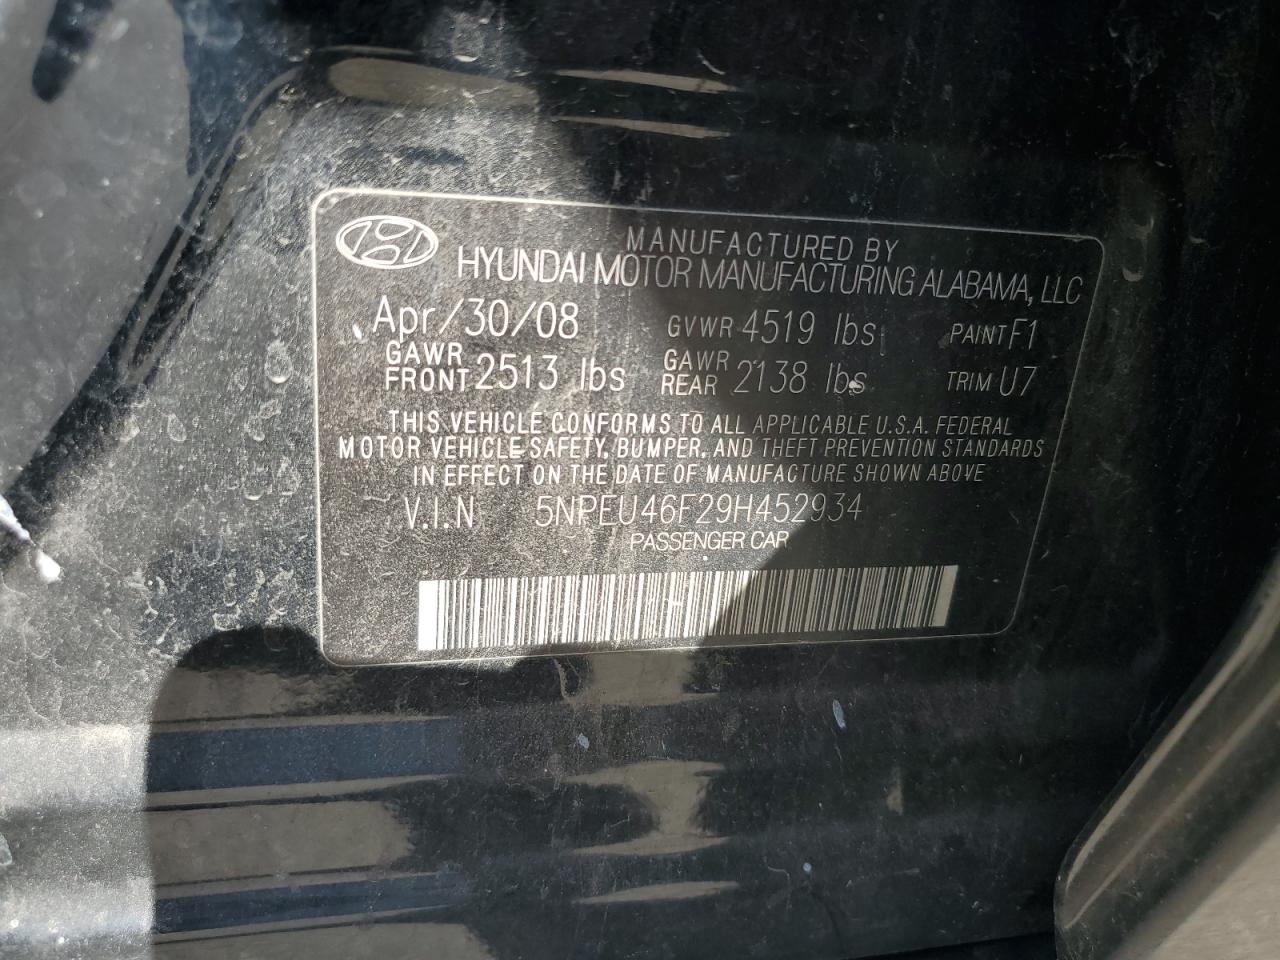 MANUFACTURED BY
HYUNDAI MOTOR MANUFACTURING ALABAMA, LLC
Apr/30/08 GVWR 4519 lbs PAINT F1
GAWR FRONT 2513 lbs GAWR REAR 2138 lbs TRIM U7
THIS VEHICLE CONFORMS TO ALL APPLICABLE U.S.A. FEDERAL
MOTOR VEHICLE SAFETY, BUMPER, AND THEFT PREVENTION STANDARDS
IN EFFECT ON THE DATE OF MANUFACTURE SHOWN ABOVE
V.I.N 5NPEU46F29H452934
PASSENGER CAR